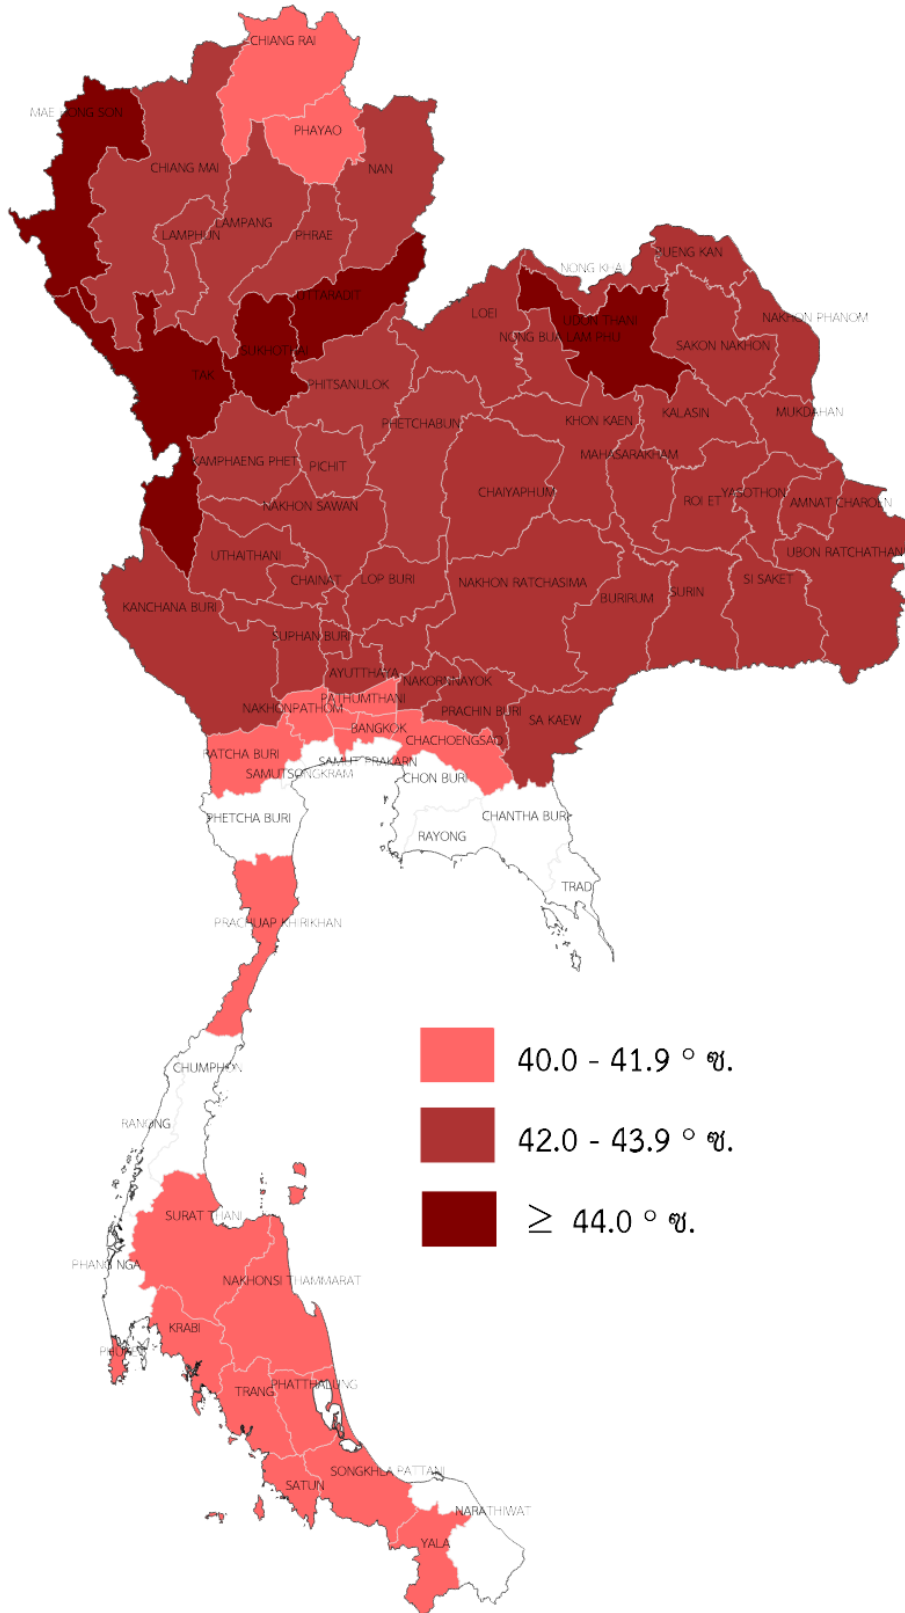 CHIANG RAI
MAE HONG SON
PHAYAO
CHIANG MAI
NAN
LAMPANG
LAMPHUN
PHRAE
BUENG KAN
NONG KHAI
UTTARADIT
LOEI
UDON THANI
NAKHON PHANOM
NONG BUA LAM PHU
SAKON NAKHON
SUKHOTHAI
TAK
PHITSANULOK
PHETCHABUN
KHON KAEN
KALASIN
MUKDAHAN
KAMPHAENG PHET
PICHIT
MAHASARAKHAM
CHAIYAPHUM
YASOTHON
ROI ET
AMNAT CHAROEN
NAKHON SAWAN
UTHAITHANI
UBON RATCHATHANI
CHAINAT
LOP BURI
NAKHON RATCHASIMA
SI SAKET
BURIRUM
SURIN
KANCHANA BURI
SUPHAN BURI
AYUTTHAYA
NAKORNNAYOK
PATHUMTHANI
NAKHONPATHOM
PRACHIN BURI
SA KAEW
BANGKOK
CHACHOENGSAO
RATCHA BURI
SAMUT PRAKARN
SAMUTSONGKRAM
CHON BURI
PHETCHA BURI
CHANTHA BURI
RAYONG
TRAD
PRACHUAP KHIRIKHAN
40.0 - 41.9 ° ซ.
CHUMPHON
RANONG
42.0 - 43.9 ° ซ.
SURAT THANI
≥ 44.0 ° ซ.
PHANG NGA
NAKHONSI THAMMARAT
KRABI
PHUKET
TRANG
PHATTHALUNG
SONGKHLA
PATTANI
SATUN
NARATHIWAT
YALA